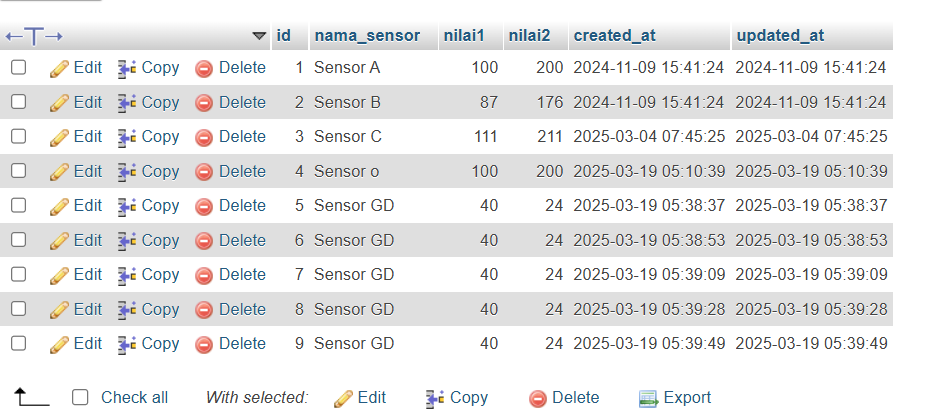 id nama_sensor nilai1 nilai2 created_at updated_at
Edit Copy Delete 1 Sensor A 100 200 2024-11-09 15:41:24 2024-11-09 15:41:24
Edit Copy Delete 2 Sensor B 87 176 2024-11-09 15:41:24 2024-11-09 15:41:24
Edit Copy Delete 3 Sensor C 111 211 2025-03-04 07:45:25 2025-03-04 07:45:25
Edit Copy Delete 4 Sensor o 100 200 2025-03-19 05:10:39 2025-03-19 05:10:39
Edit Copy Delete 5 Sensor GD 40 24 2025-03-19 05:38:37 2025-03-19 05:38:37
Edit Copy Delete 6 Sensor GD 40 24 2025-03-19 05:38:53 2025-03-19 05:38:53
Edit Copy Delete 7 Sensor GD 40 24 2025-03-19 05:39:09 2025-03-19 05:39:09
Edit Copy Delete 8 Sensor GD 40 24 2025-03-19 05:39:28 2025-03-19 05:39:28
Edit Copy Delete 9 Sensor GD 40 24 2025-03-19 05:39:49 2025-03-19 05:39:49
Check all With selected: Edit Copy Delete Export